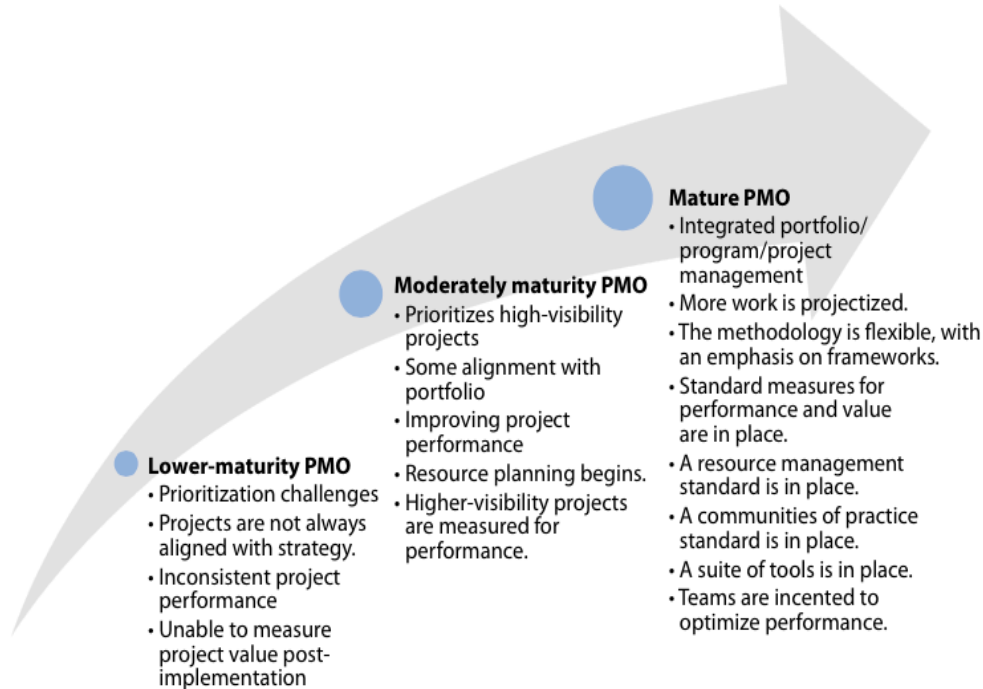 Mature PMO
• Integrated portfolio/
program/project
management
• More work is projectized.
• The methodology is flexible, with
an emphasis on frameworks.
• Standard measures for
performance and value
are in place.
• A resource management
standard is in place.
• A communities of practice
standard is in place.
• A suite of tools is in place.
• Teams are incented to
optimize performance.
Moderately maturity PMO
• Prioritizes high-visibility
projects
• Some alignment with
portfolio
• Improving project
performance
• Resource planning begins.
• Higher-visibility projects
are measured for
performance.
Lower-maturity PMO
• Prioritization challenges
• Projects are not always
aligned with strategy.
• Inconsistent project
performance
• Unable to measure
project value post-
implementation